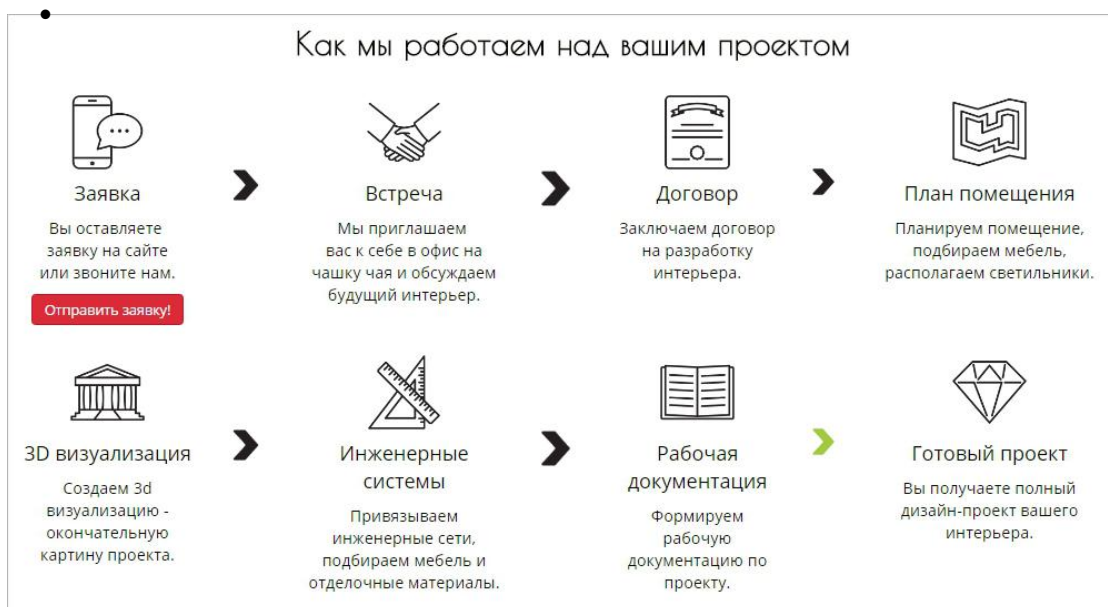 Как мы работаем над вашим проектом
Заявка
Вы оставляете
заявку на сайте
или звоните нам.
Отправить заявку!
Встреча
Мы приглашаем
вас к себе в офис на
чашку чая и обсуждаем
будущий интерьер.
Договор
Заключаем договор
на разработку
интерьера.
План помещения
Планируем помещение,
подбираем мебель,
располагаем светильники.
3D визуализация
Создаем 3d
визуализацию -
окончательную
картину проекта.
Инженерные
системы
Привязываем
инженерные сети,
подбираем мебель и
отделочные материалы.
Рабочая
документация
Формируем
рабочую
документацию по
проекту.
Готовый проект
Вы получаете полный
дизайн-проект вашего
интерьера.